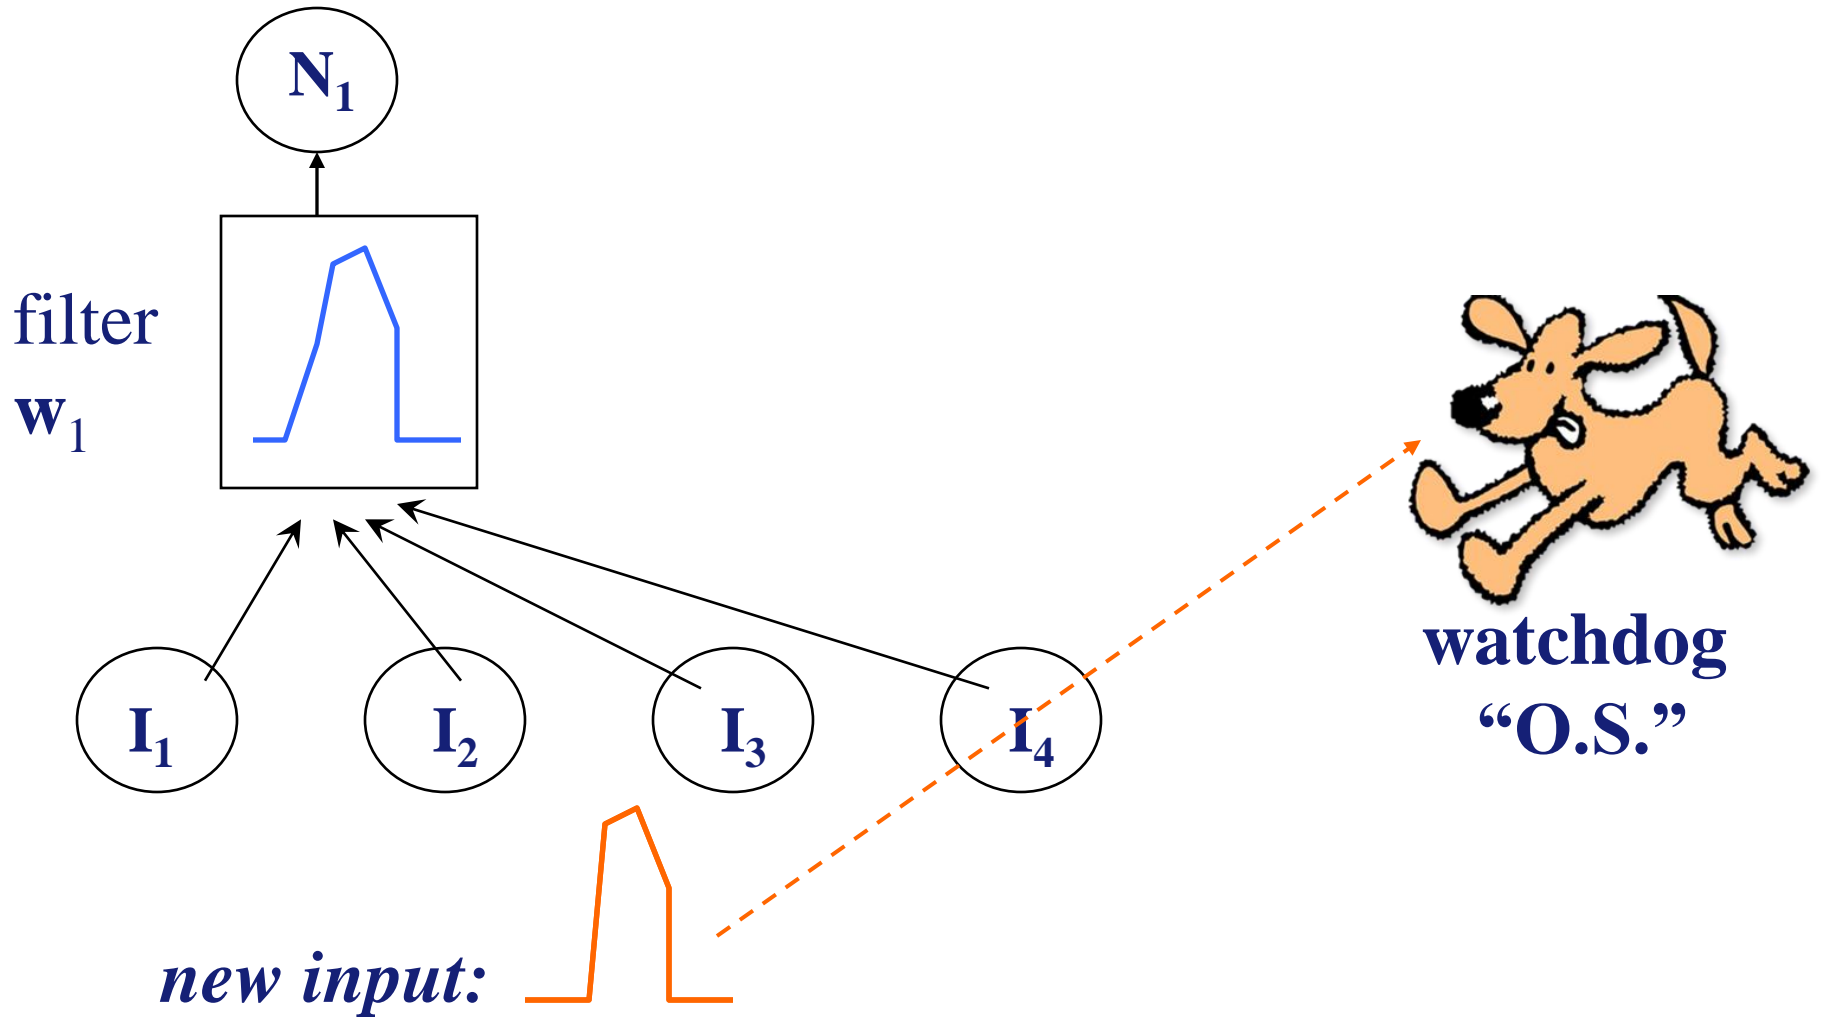 N₁
filter
w₁
I₁ I₂ I₃ I₄
watchdog
“O.S.”
new input: